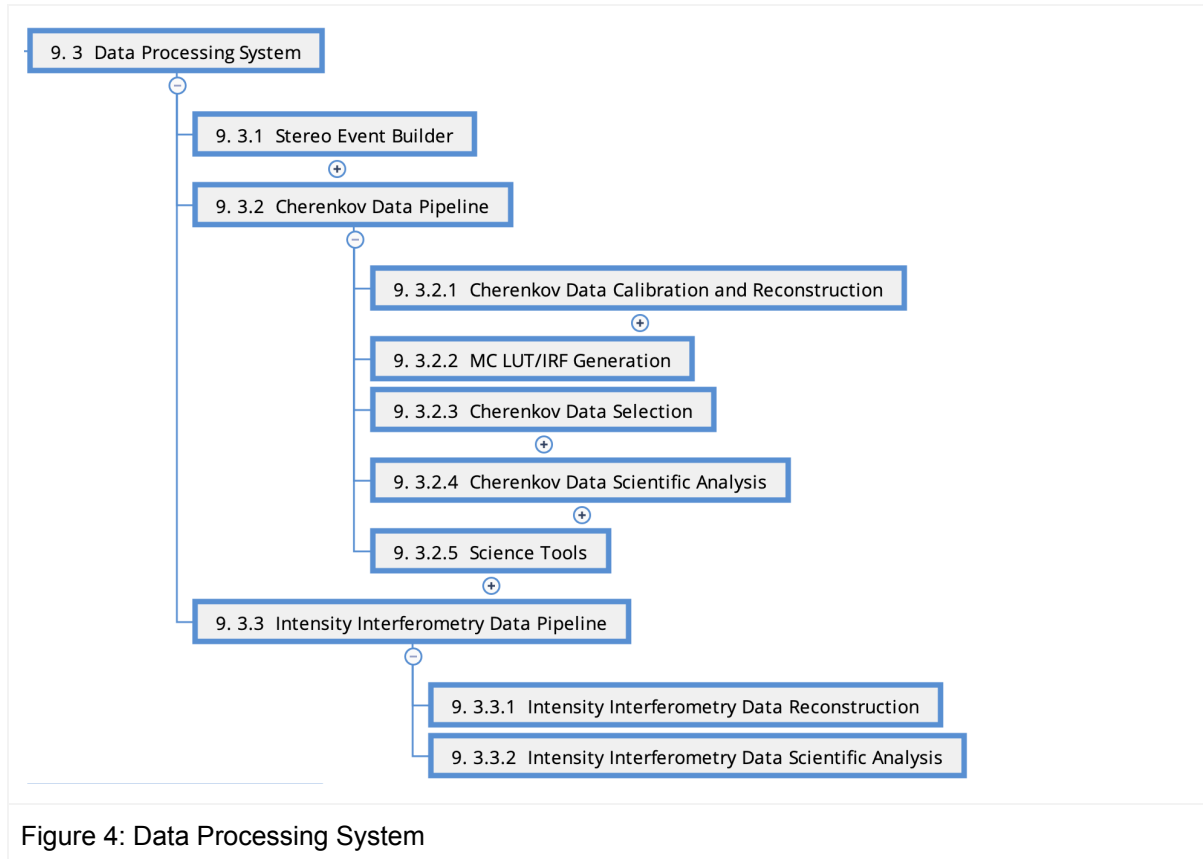 9. 3 Data Processing System
9. 3.1 Stereo Event Builder
9. 3.2 Cherenkov Data Pipeline
9. 3.2.1 Cherenkov Data Calibration and Reconstruction
9. 3.2.2 MC LUT/IRF Generation
9. 3.2.3 Cherenkov Data Selection
9. 3.2.4 Cherenkov Data Scientific Analysis
9. 3.2.5 Science Tools
9. 3.3 Intensity Interferometry Data Pipeline
9. 3.3.1 Intensity Interferometry Data Reconstruction
9. 3.3.2 Intensity Interferometry Data Scientific Analysis
Figure 4: Data Processing System